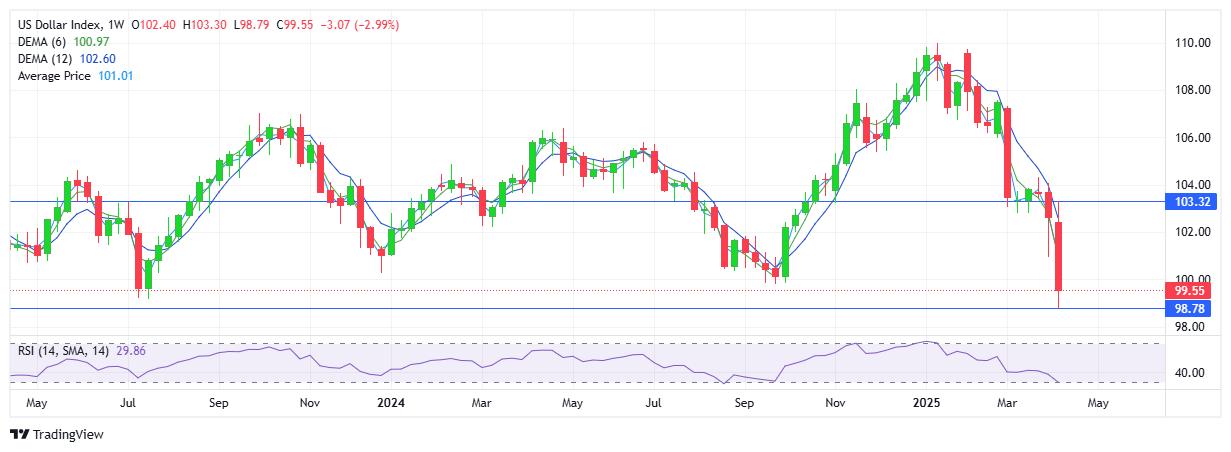 US Dollar Index, 1W O102.40 H103.30 L98.79 C99.55 −3.07 (−2.99%)
DEMA (6) 100.97
DEMA (12) 102.60
Average Price 101.01
110.00
108.00
106.00
104.00
103.32
102.00
100.00
99.55
98.78
98.00
RSI (14, SMA, 14) 29.86
40.00
May Jul Sep Nov 2024 Mar May Jul Sep Nov 2025 Mar May
TradingView